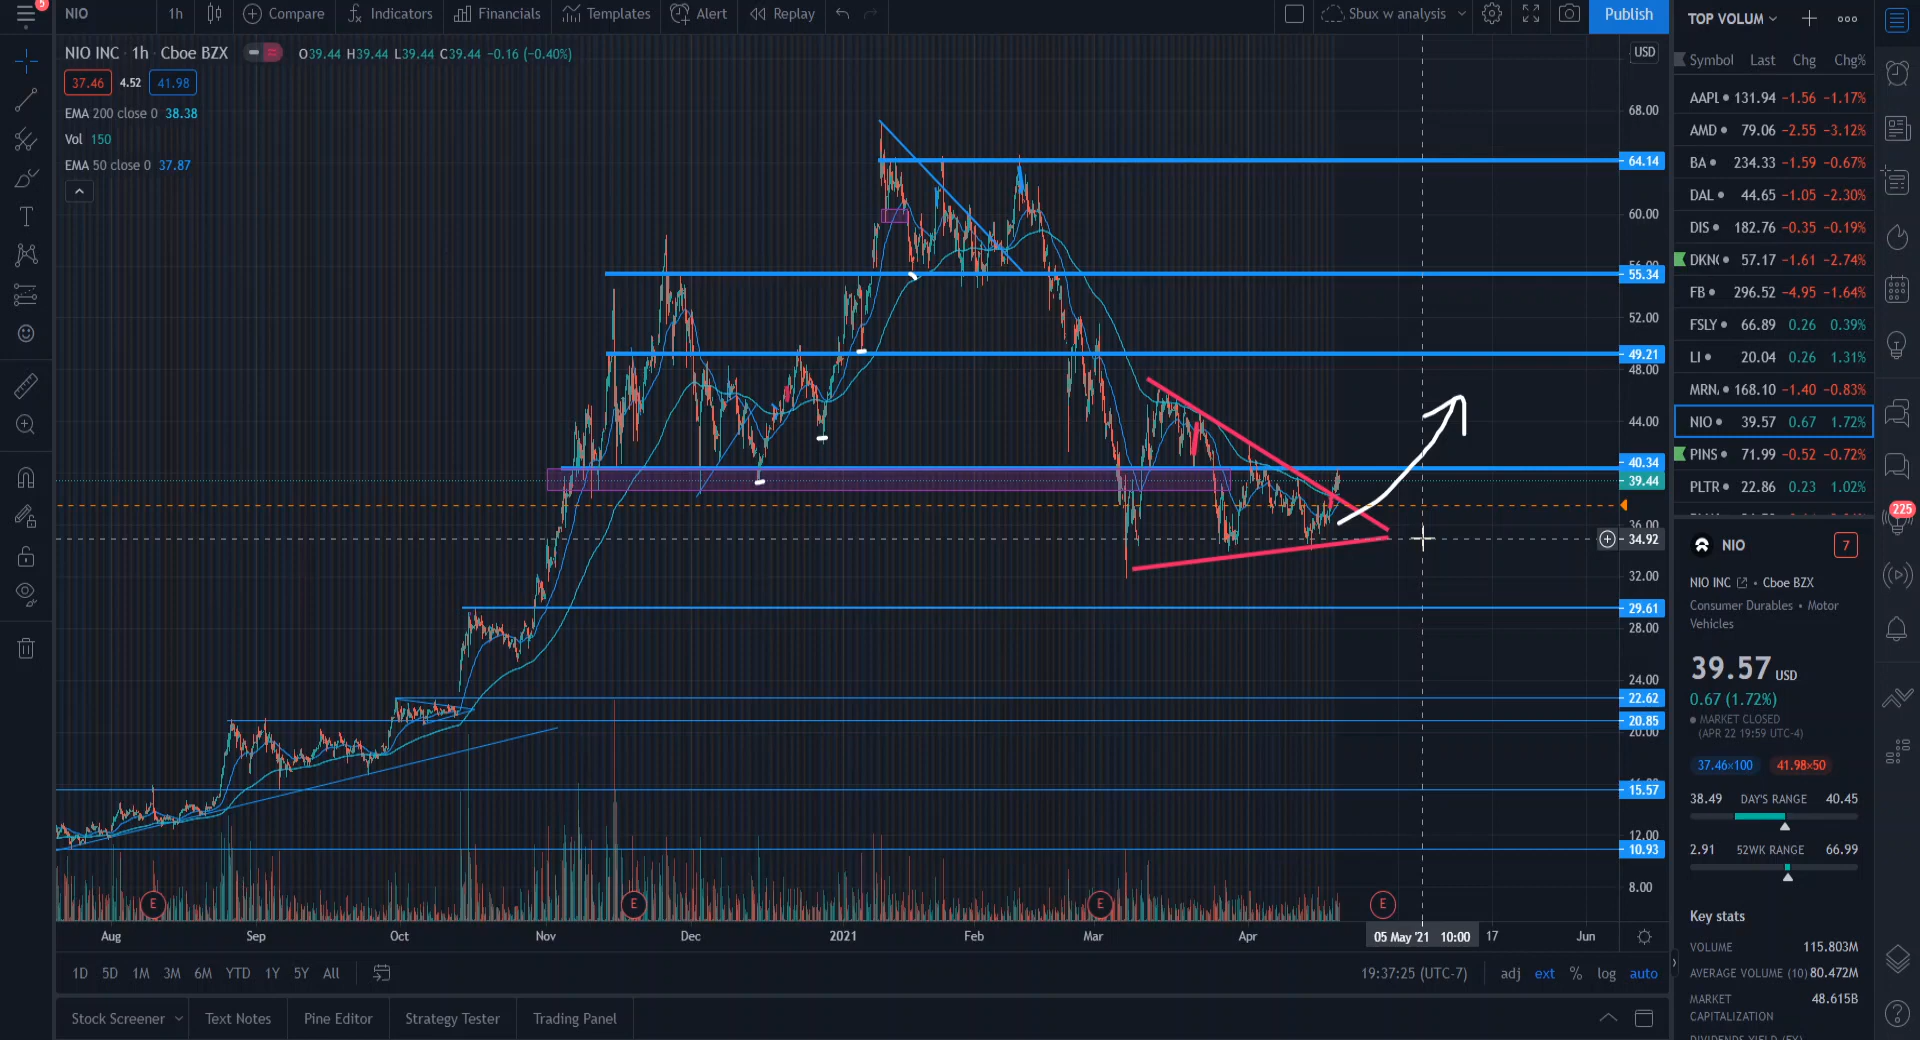 5
NIO
1h
Compare
Indicators
Financials
Templates
Alert
Replay
Sbux w analysis
Publish
NIO INC · 1h · Cboe BZX
O39.44 H39.44 L39.44 C39.44 −0.16 (−0.40%)
37.46 4.52 41.98
EMA 200 close 0 38.38
Vol 150
EMA 50 close 0 37.87
USD
68.00
64.14
60.00
55.34
52.00
49.21
48.00
44.00
40.34
39.44
36.00
34.92
32.00
29.61
28.00
24.00
22.62
20.85
20.00
15.57
12.00
10.93
8.00
E E E E
Aug Sep Oct Nov Dec 2021 Feb Mar Apr 05 May '21 10:00 17 Jun
1D 5D 1M 3M 6M YTD 1Y 5Y All
19:37:25 (UTC-7) adj ext % log auto
Stock Screener Text Notes Pine Editor Strategy Tester Trading Panel
TOP VOLUM
Symbol Last Chg Chg%
AAPL 131.94 −1.56 −1.17%
AMD 79.06 −2.55 −3.12%
BA 234.33 −1.59 −0.67%
DAL 44.65 −1.05 −2.30%
DIS 182.76 −0.35 −0.19%
DKN 57.17 −1.61 −2.74%
FB 296.52 −4.95 −1.64%
FSLY 66.89 0.26 0.39%
LI 20.04 0.26 1.31%
MRN 168.10 −1.40 −0.83%
NIO 39.57 0.67 1.72%
PINS 71.99 −0.52 −0.72%
PLTR 22.86 0.23 1.02%
225
NIO
7
NIO INC • Cboe BZX
Consumer Durables • Motor
Vehicles
39.57 USD
0.67 (1.72%)
MARKET CLOSED
(APR 22 19:59 UTC-4)
37.46×100 41.98×50
38.49 DAY'S RANGE 40.45
2.91 52WK RANGE 66.99
Key stats
VOLUME 115.803M
AVERAGE VOLUME (10) 80.472M
MARKET 48.615B
CAPITALIZATION